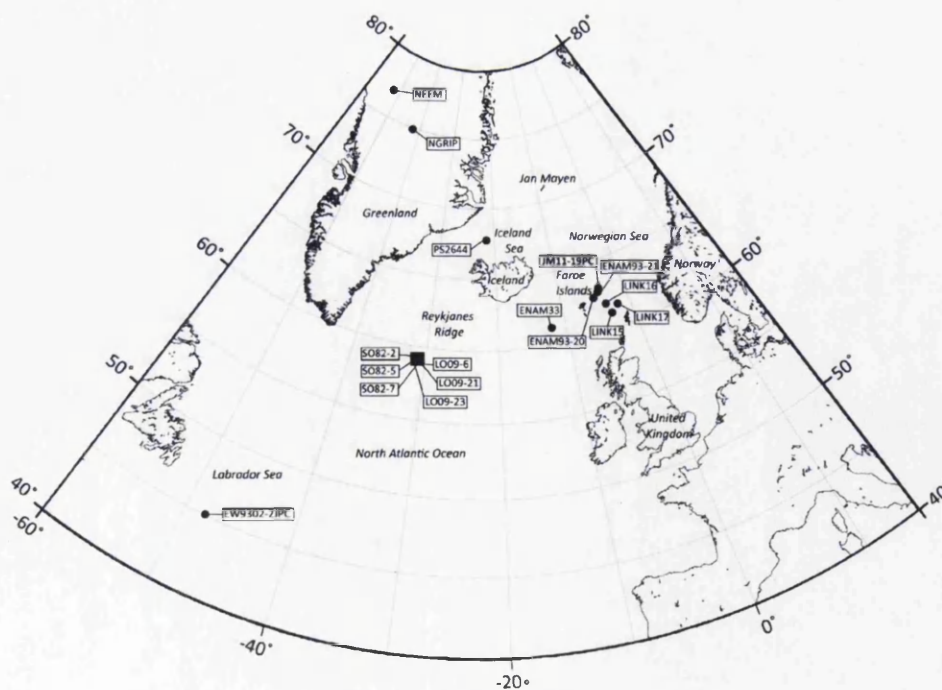 80°
80°
NEEM
70°
NGRIP
70°
Jan Mayen
Greenland
Iceland
Sea
Norwegian Sea
PS2644
JM11-19PC
ENAM93-21
Norway
60°
Iceland
Faroe
Islands
LINK16
ENAM33
LINK17
Reykjanes
Ridge
ENAM93-20
LINK15
SO82-2
LO09-6
SO82-5
LO09-21
50°
50°
SO82-7
LO09-23
United
Kingdom
North Atlantic Ocean
Labrador Sea
40°
-60°
EW9302-2JPC
40
-40°
0°
-20°